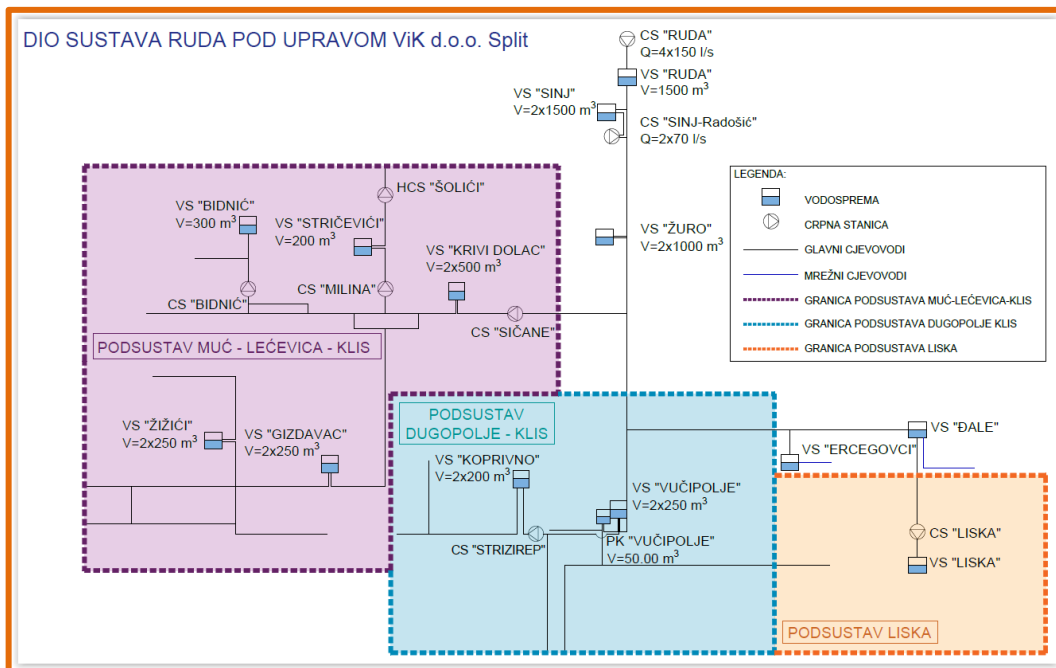 DIO SUSTAVA RUDA POD UPRAVOM ViK d.o.o. Split
CS "RUDA"
Q=4x150 l/s
VS "RUDA"
V=1500 m³
VS "SINJ"
V=2x1500 m³
CS "SINJ-Radošić"
Q=2x70 l/s
HCS "ŠOLIĆI"
VS "BIDNIĆ"
V=300 m³
VS "STRIČEVIĆI"
V=200 m³
VS "KRIVI DOLAC"
V=2x500 m³
VS "ŽURO"
V=2x1000 m³
CS "BIDNIĆ"
CS "MILINA"
CS "SIČANE"
PODSUSTAV MUĆ - LEĆEVICA - KLIS
LEGENDA:
VODOSPREMA
CRPNA STANICA
GLAVNI CJEVOVODI
MREŽNI CJEVOVODI
GRANICA PODSUSTAVA MUĆ-LEĆEVICA-KLIS
GRANICA PODSUSTAVA DUGOPOLJE KLIS
GRANICA PODSUSTAVA LISKA
VS "ŽIŽIĆI"
V=2x250 m³
VS "GIZDAVAC"
V=2x250 m³
PODSUSTAV
DUGOPOLJE - KLIS
VS "KOPRIVNO"
V=2x200 m³
VS "VUČIPOLJE"
V=2x250 m³
CS "STRIZIREP"
PK "VUČIPOLJE"
V=50.00 m³
VS "ERCEGOVCI"
VS "ĐALE"
CS "LISKA"
VS "LISKA"
PODSUSTAV LISKA